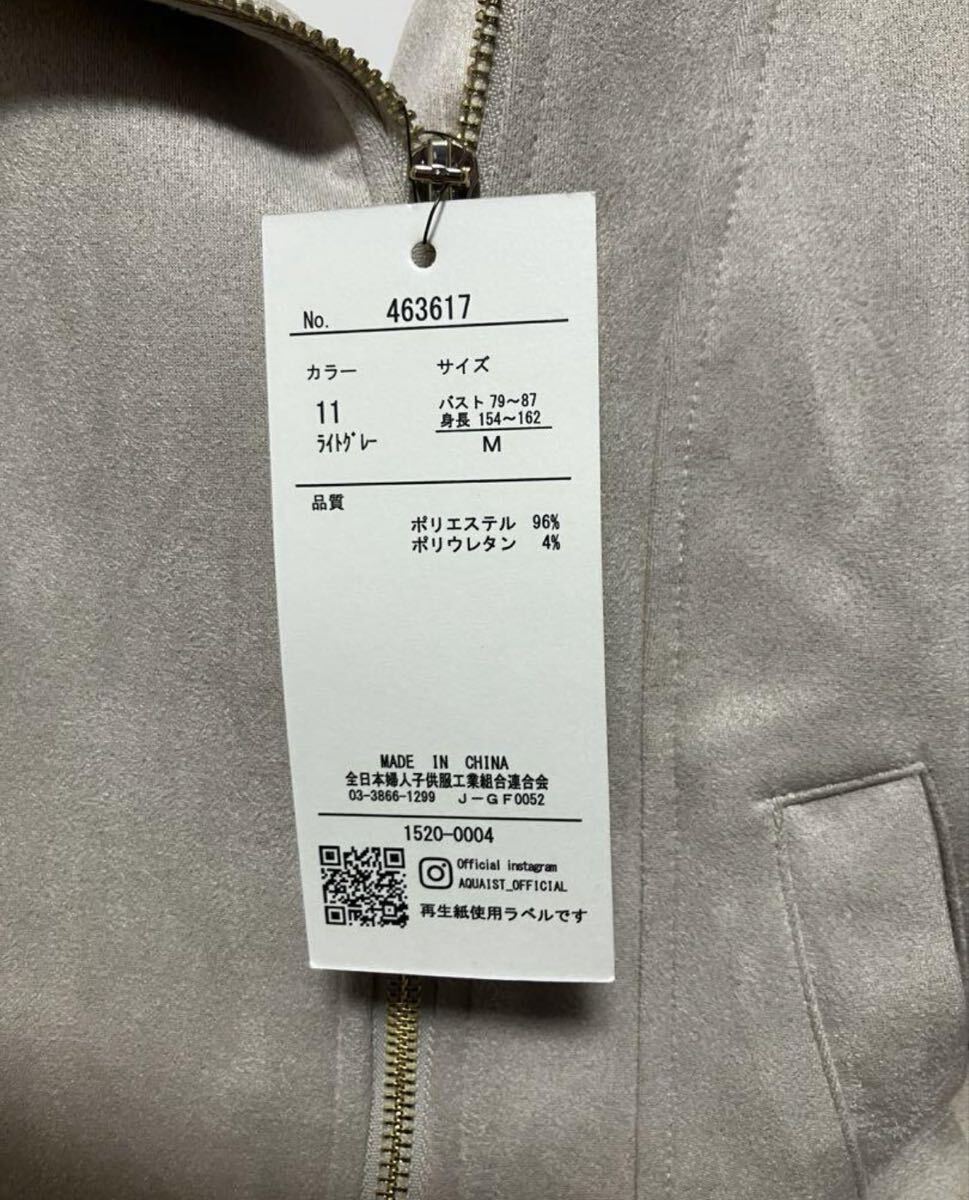 No. 463617
カラー サイズ
11 バスト 79～87
身長 154～162
ﾗｲﾄｸﾞﾚｰ M
品質
ポリエステル 96%
ポリウレタン 4%
MADE IN CHINA
全日本婦人子供服工業組合連合会
03-3866-1299 J－GF0052
1520-0004
Official instagram
AQUAIST_OFFICIAL
再生紙使用ラベルです